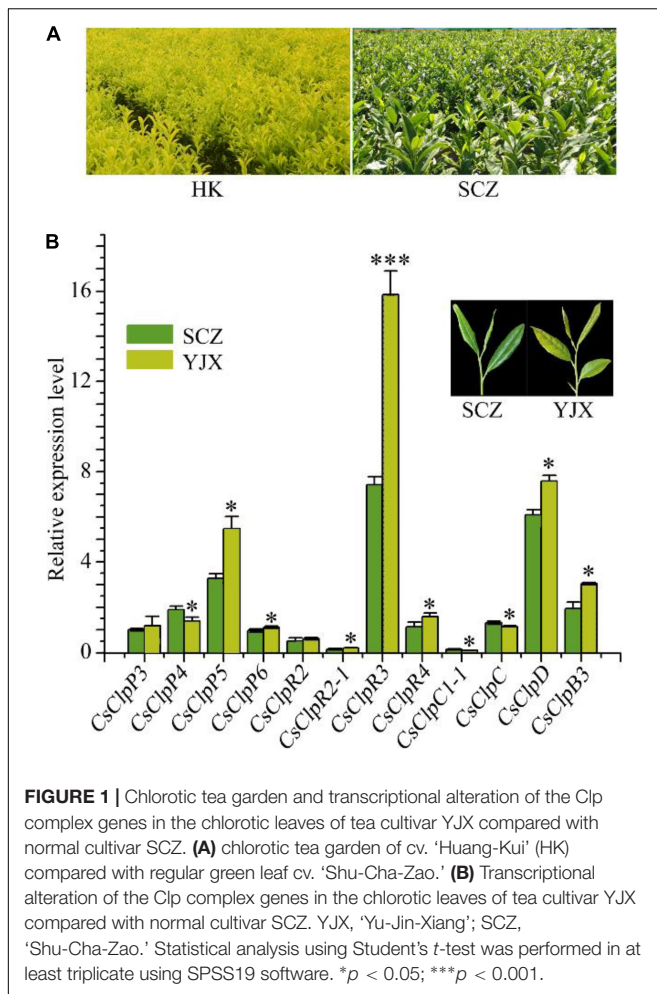 A
HK
SCZ
B
Relative expression level
16
12
8
4
0
SCZ
YJX
***
*
*
*
*
*
*
*
*
*
SCZ
YJX
CsClpP3
CsClpP4
CsClpP5
CsClpP6
CsClpR2
CsClpR2-1
CsClpR3
CsClpR4
CsClpC1-1
CsClpC
CsClpD
CsClpB3
FIGURE 1 | Chlorotic tea garden and transcriptional alteration of the Clp
complex genes in the chlorotic leaves of tea cultivar YJX compared with
normal cultivar SCZ. (A) chlorotic tea garden of cv. ‘Huang-Kui’ (HK)
compared with regular green leaf cv. ‘Shu-Cha-Zao.’ (B) Transcriptional
alteration of the Clp complex genes in the chlorotic leaves of tea cultivar YJX
compared with normal cultivar SCZ. YJX, ‘Yu-Jin-Xiang’; SCZ,
‘Shu-Cha-Zao.’ Statistical analysis using Student’s t-test was performed in at
least triplicate using SPSS19 software. *p < 0.05; ***p < 0.001.